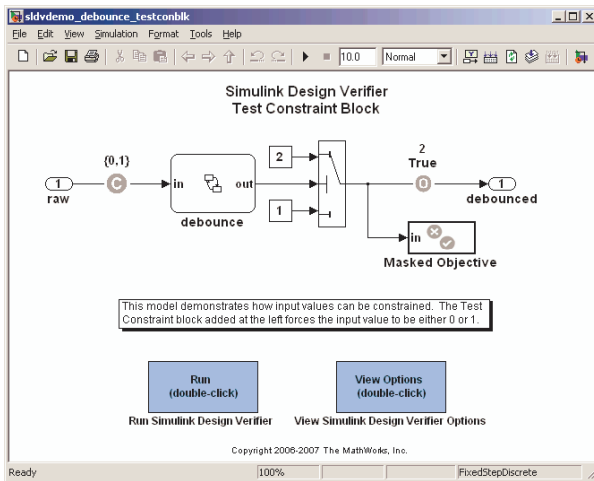 sldvdemo_debounce_testconblk
File Edit View Simulation Format Tools Help
10.0 Normal
Simulink Design Verifier
Test Constraint Block
2
True
{0,1}
2
1
C
in out
O
1
raw
debounce
1
debounced
in
Masked Objective
This model demonstrates how input values can be constrained. The Test
Constraint block added at the left forces the input value to be either 0 or 1.
Run
(double-click)
View Options
(double-click)
Run Simulink Design Verifier
View Simulink Design Verifier Options
Copyright 2006-2007 The MathWorks, Inc.
Ready 100% FixedStepDiscrete